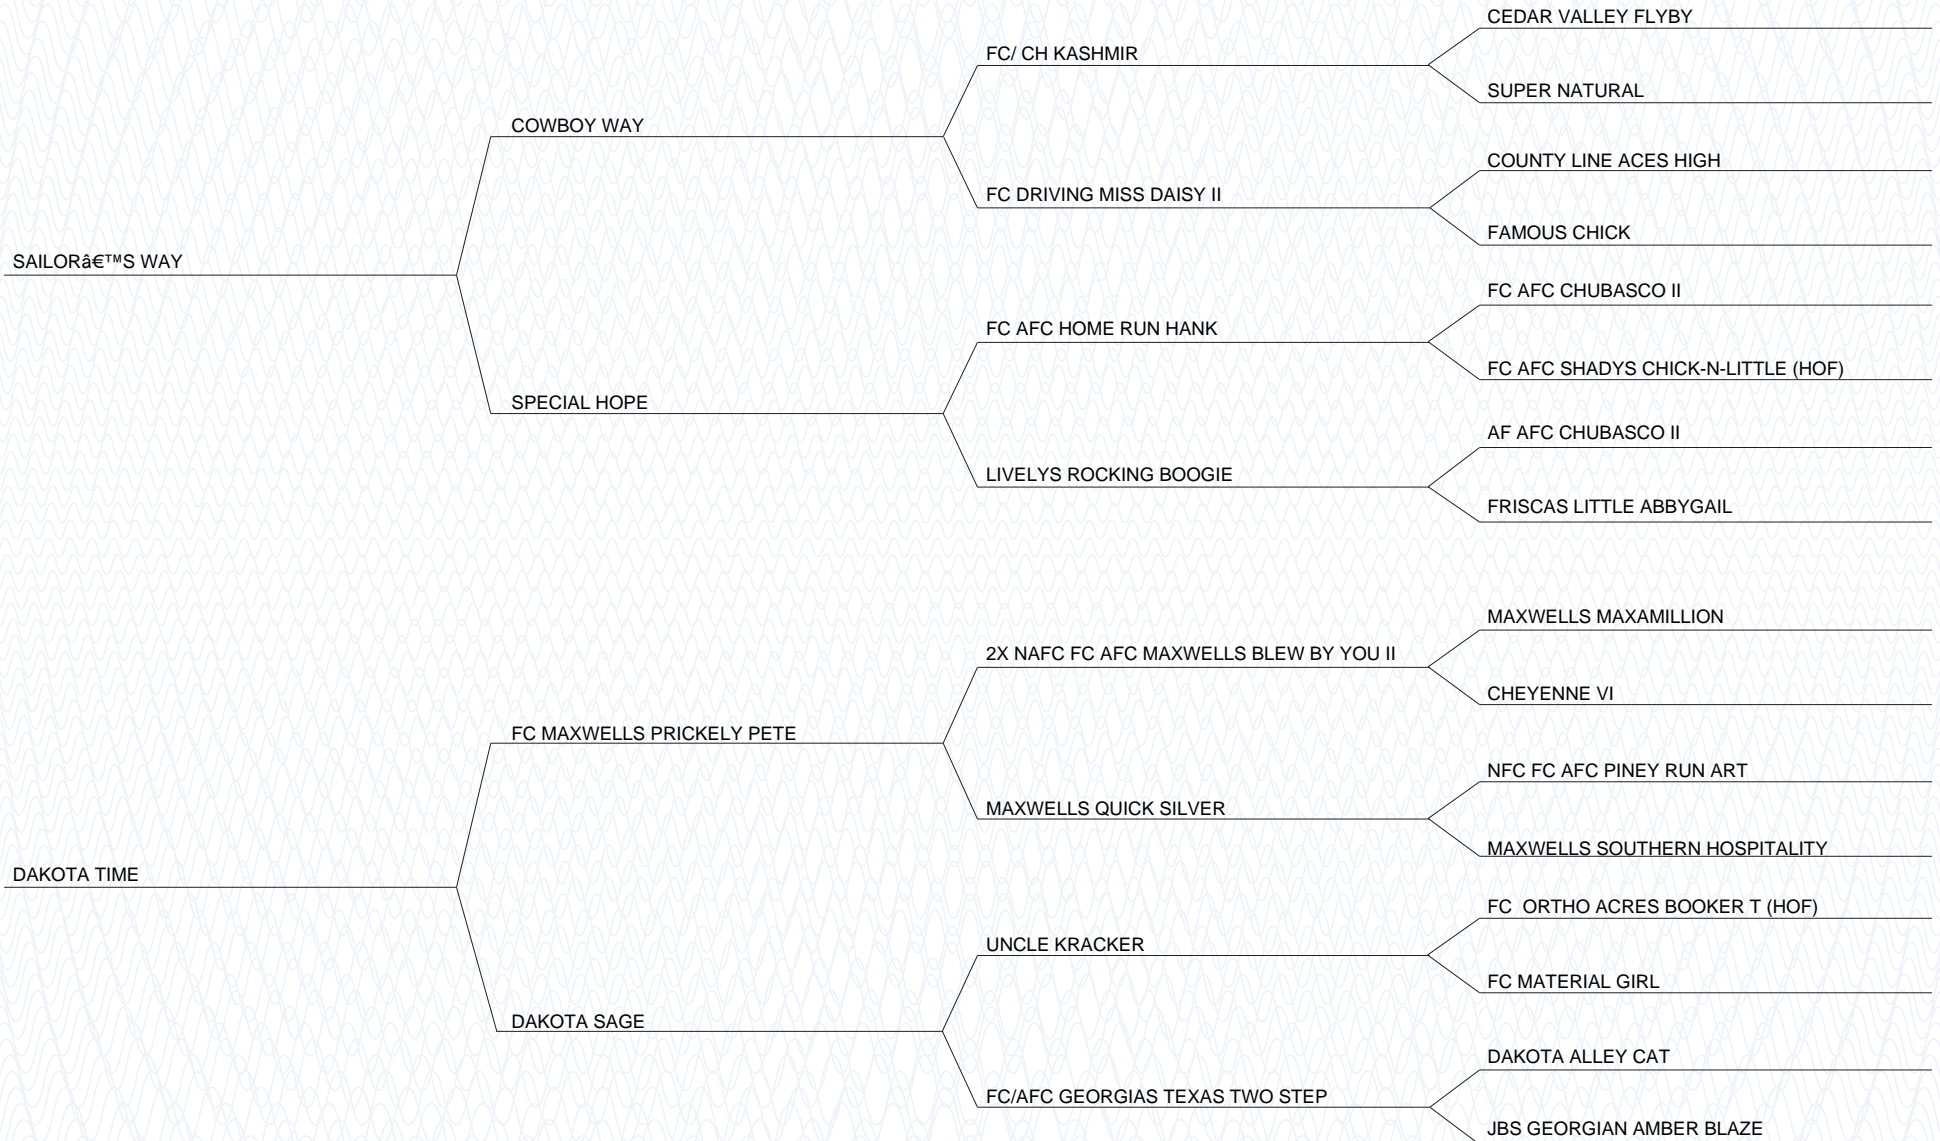 CEDAR VALLEY FLYBY
FC/ CH KASHMIR
SUPER NATURAL
COWBOY WAY
COUNTY LINE ACES HIGH
FC DRIVING MISS DAISY II
FAMOUS CHICK
SAILORâ€™S WAY
FC AFC CHUBASCO II
FC AFC HOME RUN HANK
FC AFC SHADYS CHICK-N-LITTLE (HOF)
SPECIAL HOPE
AF AFC CHUBASCO II
LIVELYS ROCKING BOOGIE
FRISCAS LITTLE ABBYGAIL
MAXWELLS MAXAMILLION
2X NAFC FC AFC MAXWELLS BLEW BY YOU II
CHEYENNE VI
FC MAXWELLS PRICKELY PETE
NFC FC AFC PINEY RUN ART
MAXWELLS QUICK SILVER
MAXWELLS SOUTHERN HOSPITALITY
DAKOTA TIME
FC  ORTHO ACRES BOOKER T (HOF)
UNCLE KRACKER
FC MATERIAL GIRL
DAKOTA SAGE
DAKOTA ALLEY CAT
FC/AFC GEORGIAS TEXAS TWO STEP
JBS GEORGIAN AMBER BLAZE